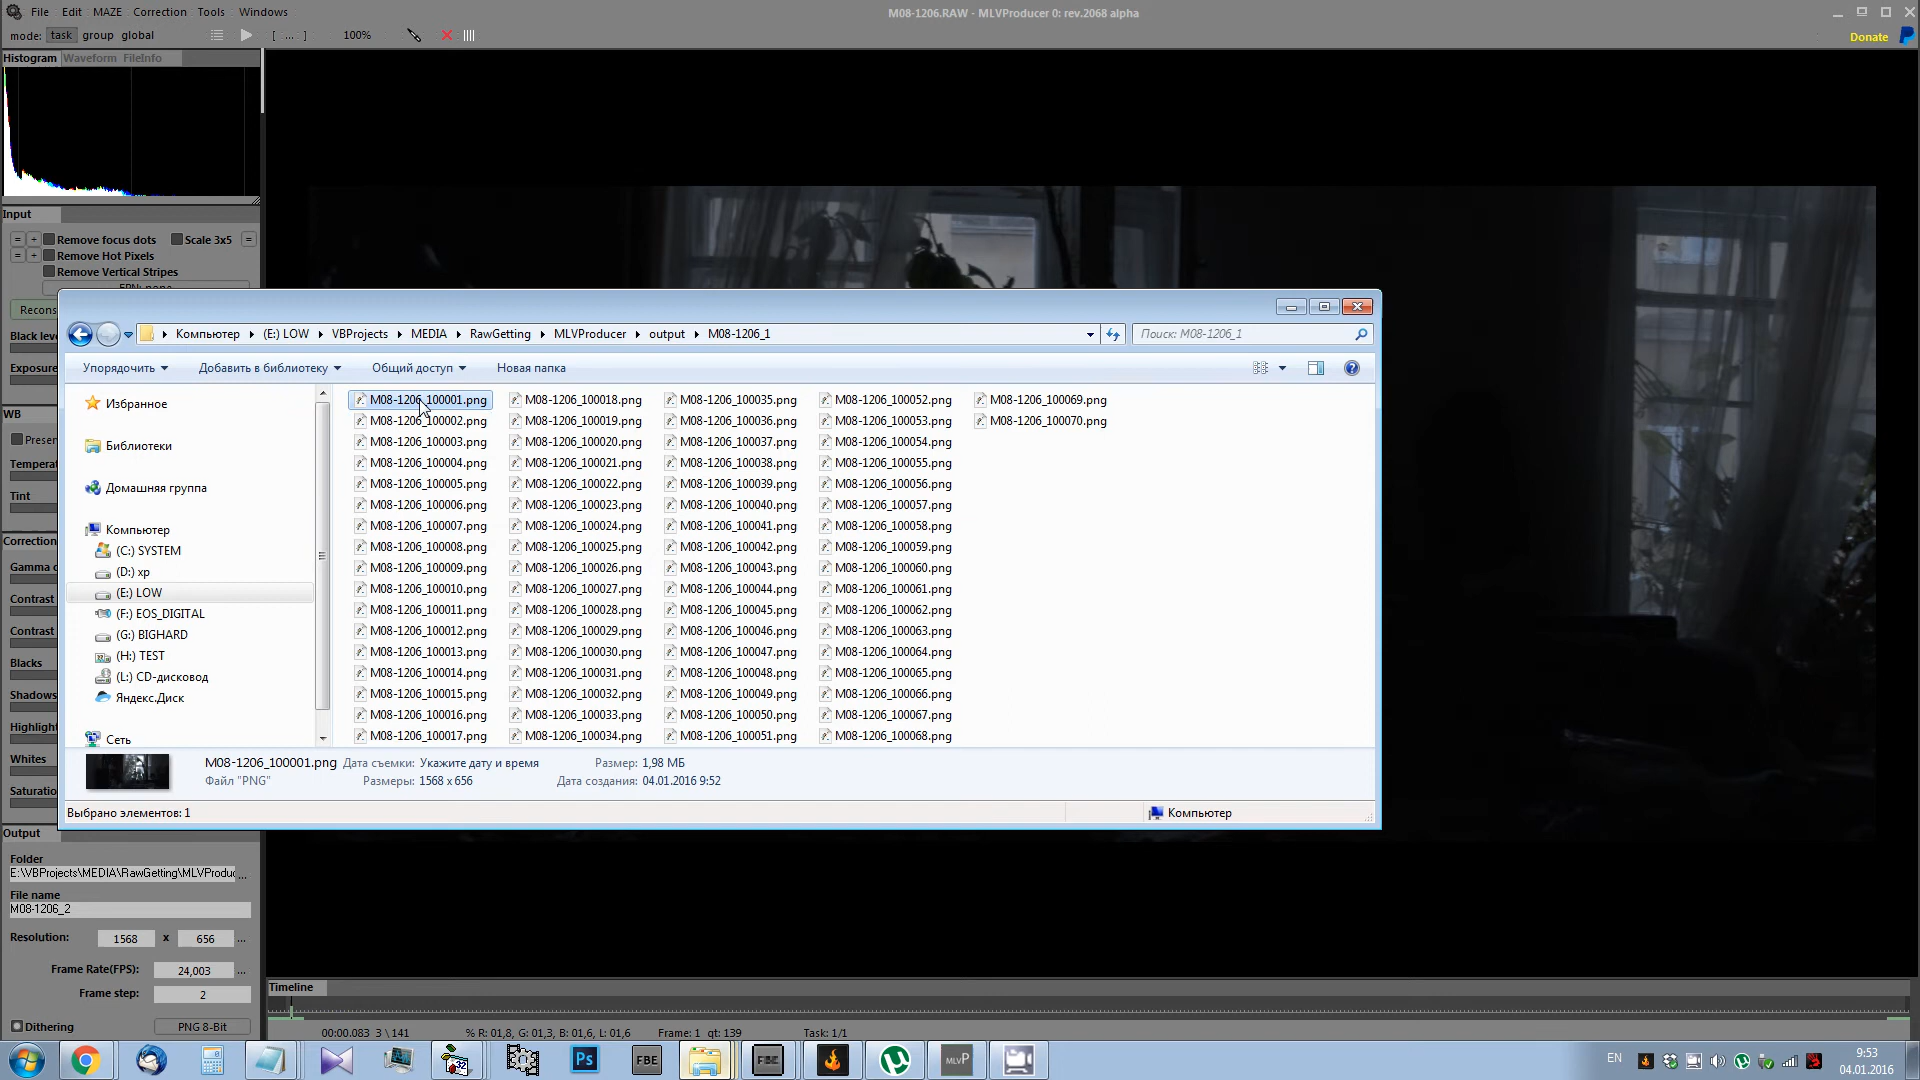 File Edit MAZE Correction Tools Windows
M08-1206.RAW - MLVProducer 0: rev.2068 alpha
mode: task group global [ ... ] 100%
Donate
Histogram Waveform FileInfo
Input
Remove focus dots Scale 3x5 =
Remove Hot Pixels
Remove Vertical Stripes
FPN: none
Recons
Black leve
Exposure
WB
Preser
Temperat
Tint
Correction
Gamma c
Contrast
Contrast
Blacks
Shadows
Highlight
Whites
Saturatio
Компьютер (E:) LOW VBProjects MEDIA RawGetting MLVProducer output M08-1206_1
Поиск: M08-1206_1
Упорядочить Добавить в библиотеку Общий доступ Новая папка
Избранное
Библиотеки
Домашняя группа
Компьютер
(C:) SYSTEM
(D:) xp
(E:) LOW
(F:) EOS_DIGITAL
(G:) BIGHARD
(H:) TEST
(L:) CD-дисковод
Яндекс.Диск
Сеть
M08-1206_100001.png M08-1206_100018.png M08-1206_100035.png M08-1206_100052.png M08-1206_100069.png
M08-1206_100002.png M08-1206_100019.png M08-1206_100036.png M08-1206_100053.png M08-1206_100070.png
M08-1206_100003.png M08-1206_100020.png M08-1206_100037.png M08-1206_100054.png
M08-1206_100004.png M08-1206_100021.png M08-1206_100038.png M08-1206_100055.png
M08-1206_100005.png M08-1206_100022.png M08-1206_100039.png M08-1206_100056.png
M08-1206_100006.png M08-1206_100023.png M08-1206_100040.png M08-1206_100057.png
M08-1206_100007.png M08-1206_100024.png M08-1206_100041.png M08-1206_100058.png
M08-1206_100008.png M08-1206_100025.png M08-1206_100042.png M08-1206_100059.png
M08-1206_100009.png M08-1206_100026.png M08-1206_100043.png M08-1206_100060.png
M08-1206_100010.png M08-1206_100027.png M08-1206_100044.png M08-1206_100061.png
M08-1206_100011.png M08-1206_100028.png M08-1206_100045.png M08-1206_100062.png
M08-1206_100012.png M08-1206_100029.png M08-1206_100046.png M08-1206_100063.png
M08-1206_100013.png M08-1206_100030.png M08-1206_100047.png M08-1206_100064.png
M08-1206_100014.png M08-1206_100031.png M08-1206_100048.png M08-1206_100065.png
M08-1206_100015.png M08-1206_100032.png M08-1206_100049.png M08-1206_100066.png
M08-1206_100016.png M08-1206_100033.png M08-1206_100050.png M08-1206_100067.png
M08-1206_100017.png M08-1206_100034.png M08-1206_100051.png M08-1206_100068.png
M08-1206_100001.png Дата съемки: Укажите дату и время Размер: 1,98 МБ
Файл "PNG" Размеры: 1568 x 656 Дата создания: 04.01.2016 9:52
Выбрано элементов: 1
Компьютер
Output
Folder
E:\VBProjects\MEDIA\RawGetting\MLVProduc ...
File name
M08-1206_2
Resolution: 1568 x 656 ...
Frame Rate(FPS): 24,003 ...
Frame step: 2
Dithering PNG 8-Bit
Timeline
00:00.083 3 \ 141 % R: 01,8, G: 01,3, B: 01,6, L: 01,6 Frame: 1 qt: 139 Task: 1/1
32
Ps
FBE
FBE
MLVP
EN
9:53
04.01.2016